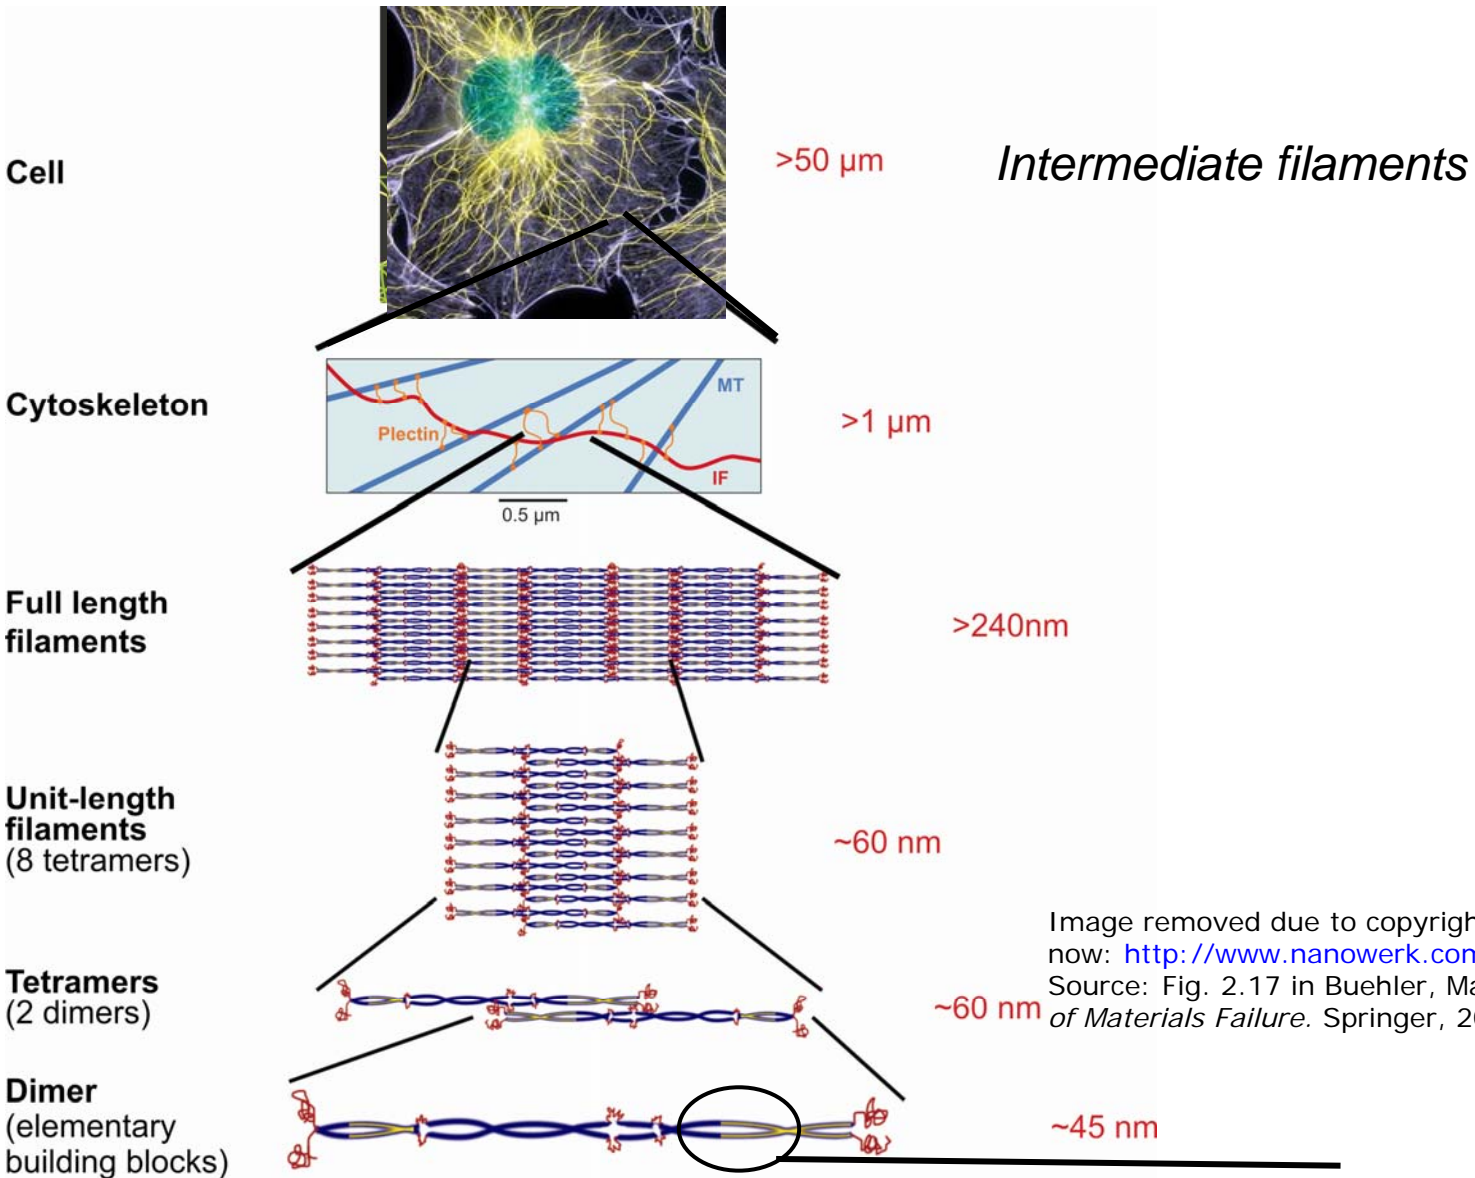 Intermediate filaments
Cell
>50 µm
Cytoskeleton
MT
Plectin
IF
>1 µm
0.5 µm
Full length
filaments
>240nm
Unit-length
filaments
(8 tetramers)
~60 nm
Image removed due to copyrigh
now: http://www.nanowerk.com
Source: Fig. 2.17 in Buehler, Ma
of Materials Failure. Springer, 20
Tetramers
(2 dimers)
~60 nm
Dimer
(elementary
building blocks)
~45 nm